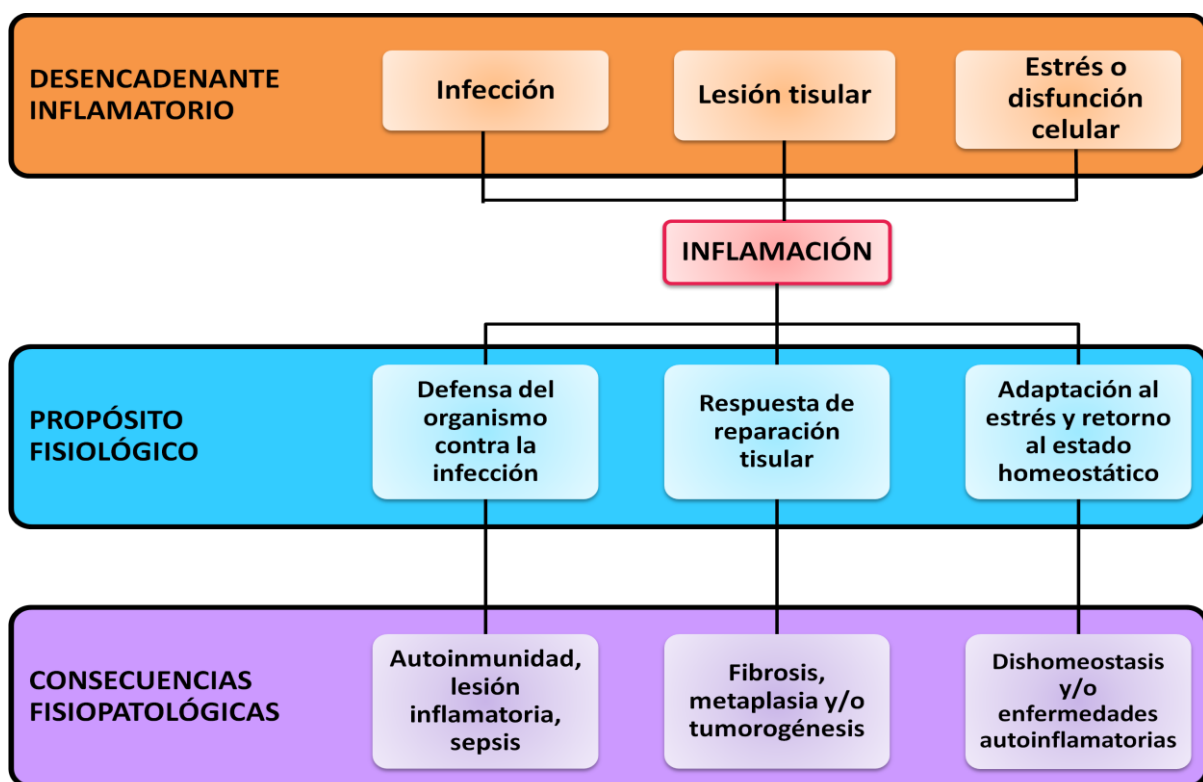 DESENCADENANTE
INFLAMATORIO
Infección
Lesión tisular
Estrés o
disfunción
celular
INFLAMACIÓN
PROPÓSITO
FISIOLÓGICO
Defensa del
organismo
contra la
infección
Respuesta de
reparación
tisular
Adaptación al
estrés y retorno
al estado
homeostático
CONSECUENCIAS
FISIOPATOLÓGICAS
Autoinmunidad,
lesión
inflamatoria,
sepsis
Fibrosis,
metaplasia y/o
tumorogénesis
Dishomeostasis
y/o
enfermedades
autoinflamatorias